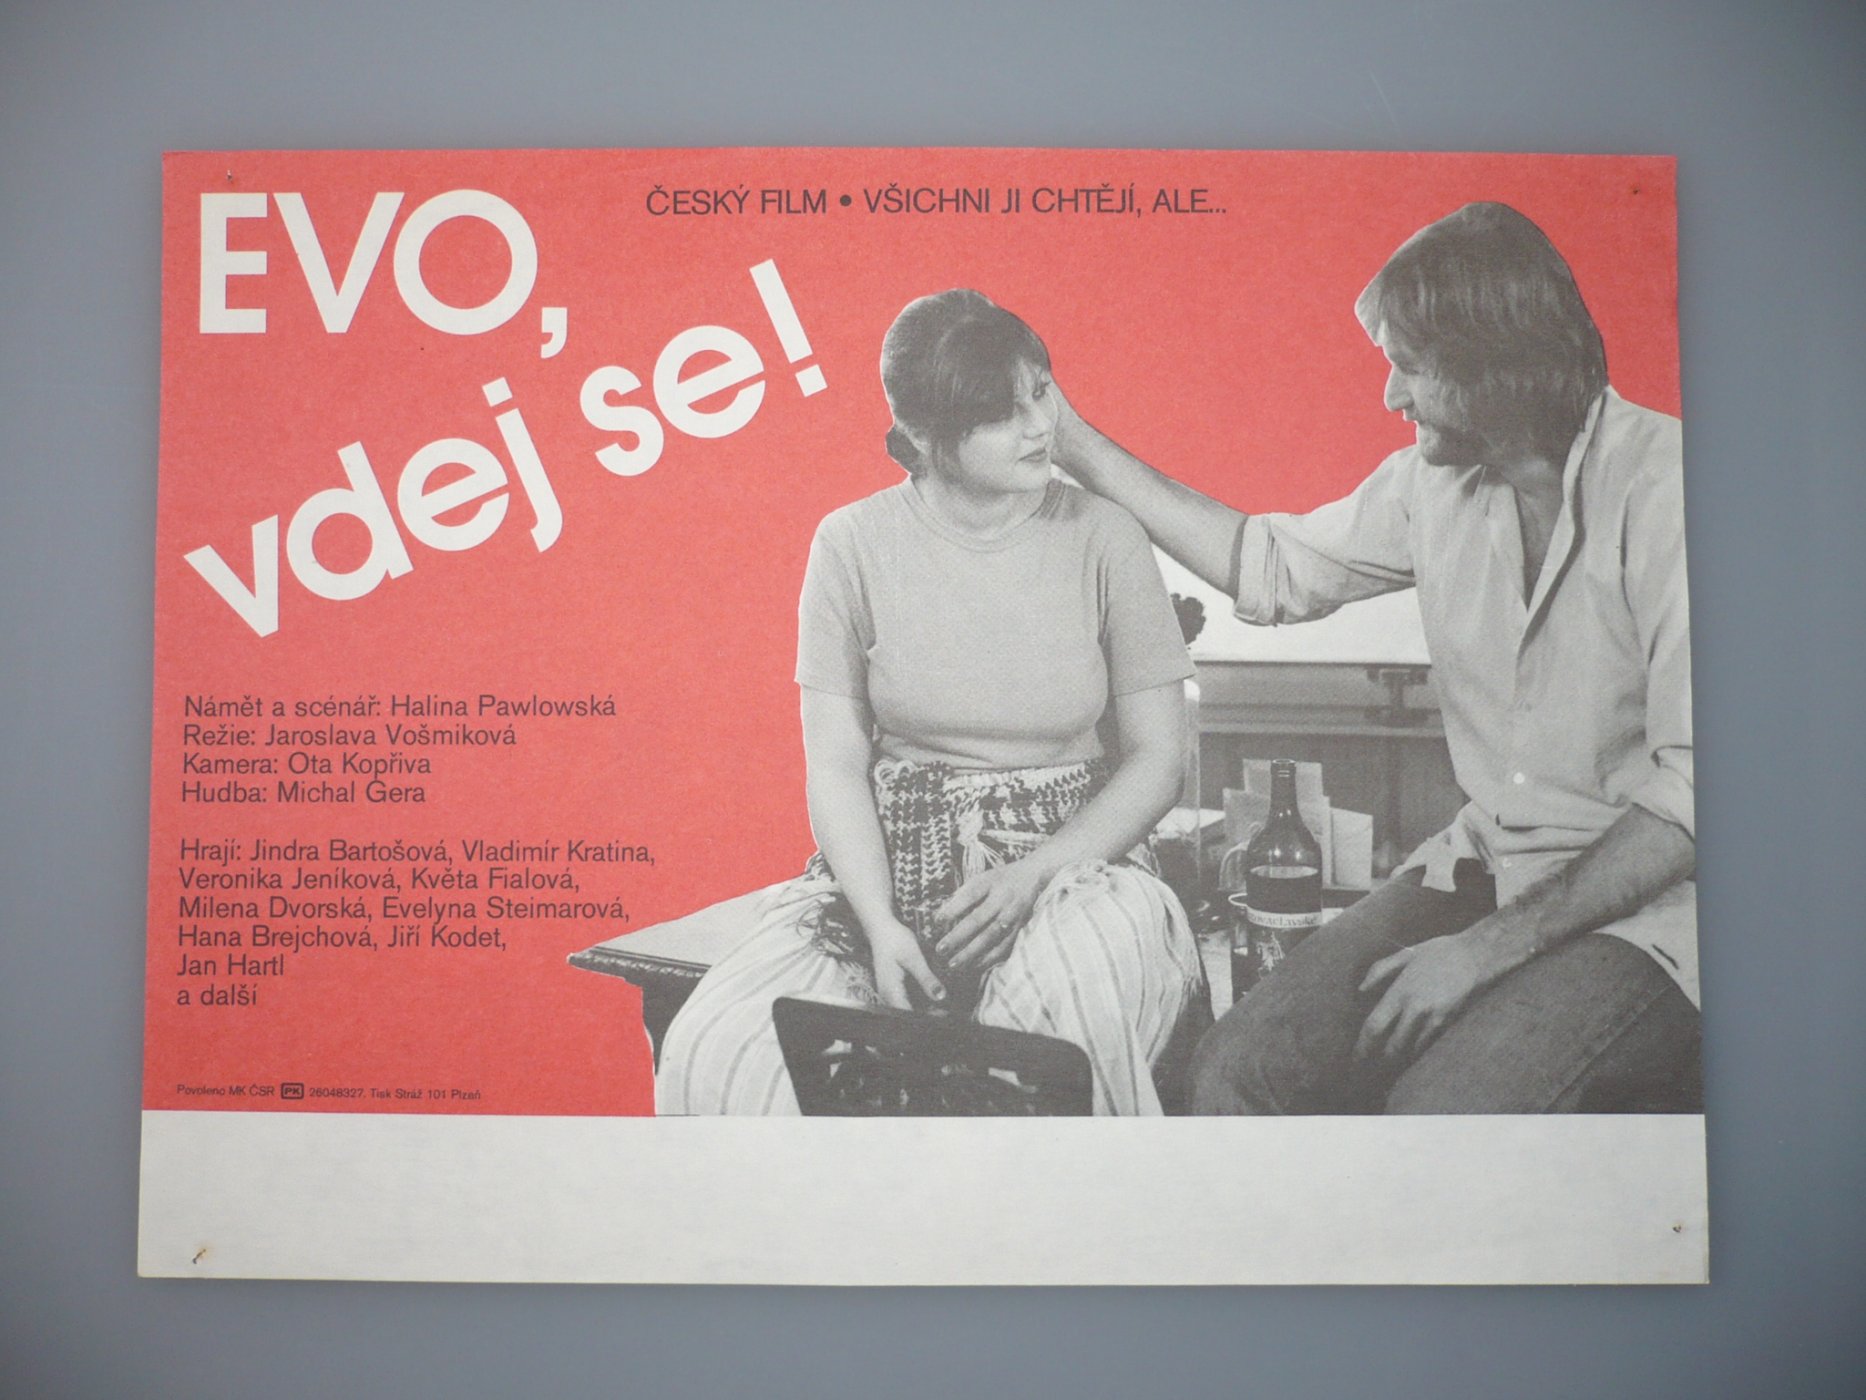 EVO,
vdej se!
ČESKÝ FILM • VŠICHNI JI CHTĚJÍ, ALE...
Námět a scénář: Halina Pawlowská
Režie: Jaroslava Vošmiková
Kamera: Ota Kopřiva
Hudba: Michal Gera
Hrají: Jindra Bartošová, Vladimír Kratina,
Veronika Jeníková, Květa Fialová,
Milena Dvorská, Evelyna Steimarová,
Hana Brejchová, Jiří Kodet,
Jan Hartl
a další
Povoleno MK ČSR PK 26048327. Tisk Stráž 101 Plzeň